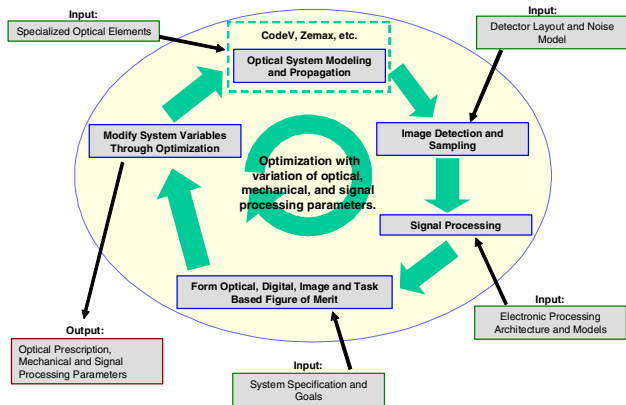 Input:
Specialized Optical Elements
CodeV, Zemax, etc.
Optical System Modeling
and Propagation
Input:
Detector Layout and Noise
Model
Modify System Variables
Through Optimization
Image Detection and
Sampling
Optimization with
variation of optical,
mechanical, and signal
processing parameters.
Signal Processing
Form Optical, Digital, Image and Task
Based Figure of Merit
Input:
Electronic Processing
Architecture and Models
Output:
Optical Prescription,
Mechanical and Signal
Processing Parameters
Input:
System Specification and
Goals